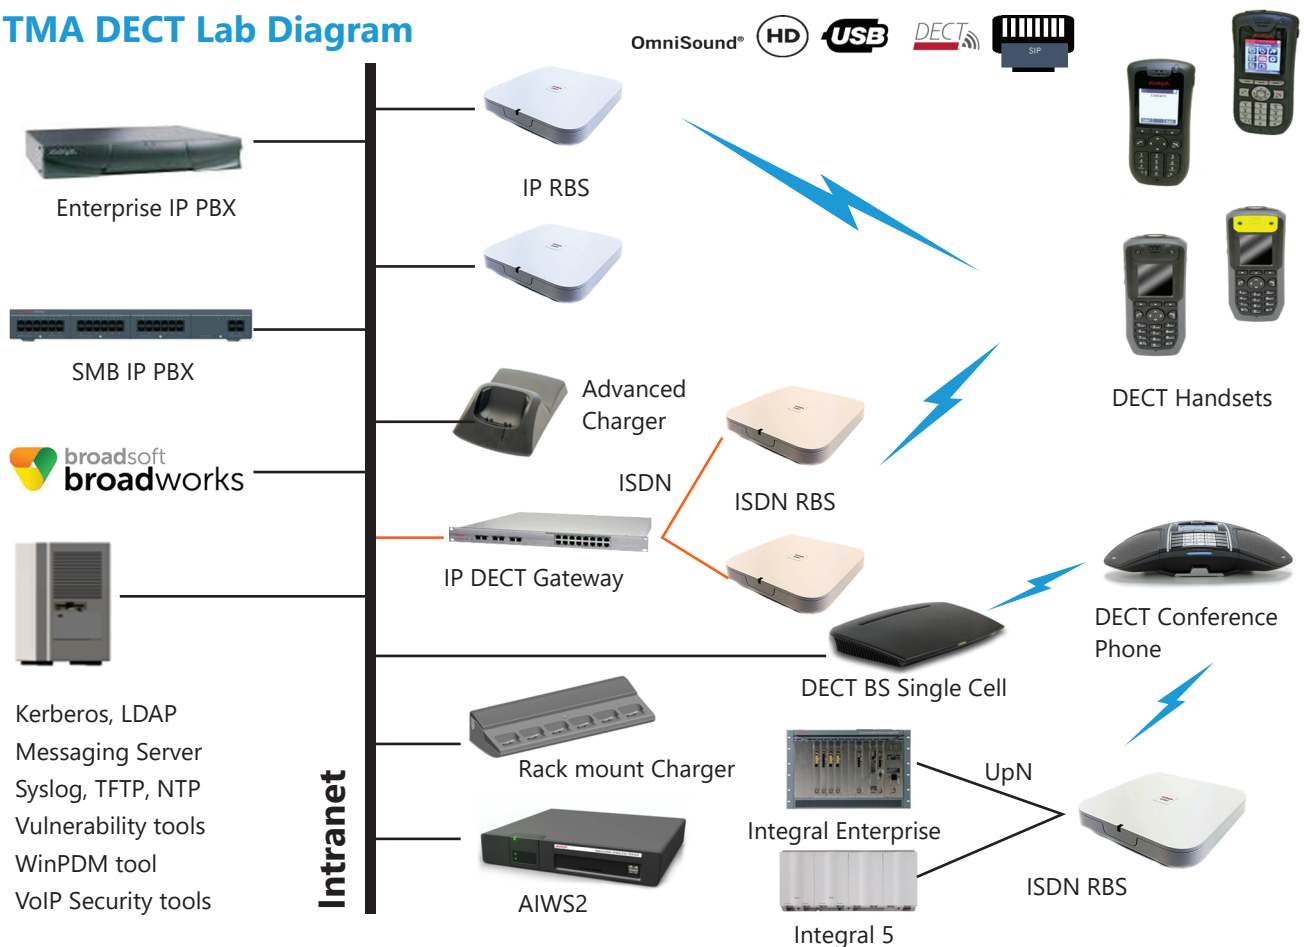 TMA DECT Lab Diagram
OmniSound®
HD
USB
DECT
SIP
Enterprise IP PBX
IP RBS
SMB IP PBX
Advanced
Charger
DECT Handsets
broadsoft
broadworks
ISDN
ISDN RBS
IP DECT Gateway
DECT Conference
Phone
DECT BS Single Cell
Kerberos, LDAP
Messaging Server
Syslog, TFTP, NTP
Vulnerability tools
WinPDM tool
VoIP Security tools
Intranet
Rack mount Charger
UpN
Integral Enterprise
AIWS2
ISDN RBS
Integral 5
AVAYA
AVAYA